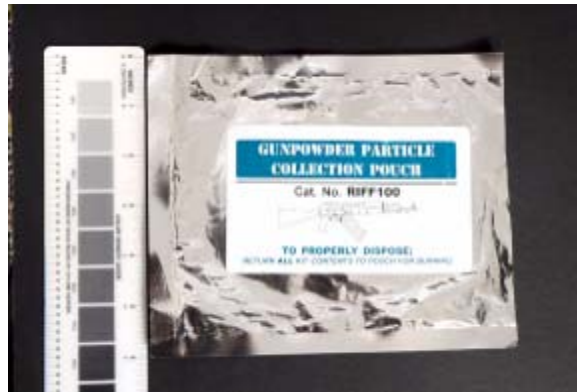 GUNPOWDER PARTICLE
COLLECTION POUCH
Cat. No. RIFF100
TO PROPERLY DISPOSE;
RETURN ALL KIT CONTENTS TO POUCH FOR BURNING